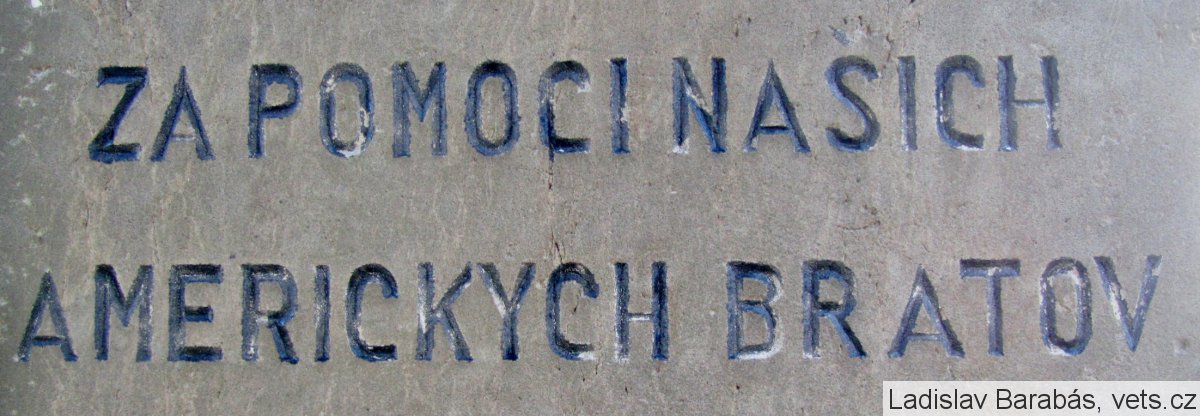 ZA POMOCI NAŠICH
AMERICKYCH BRATOV
Ladislav Barabás, vets.cz